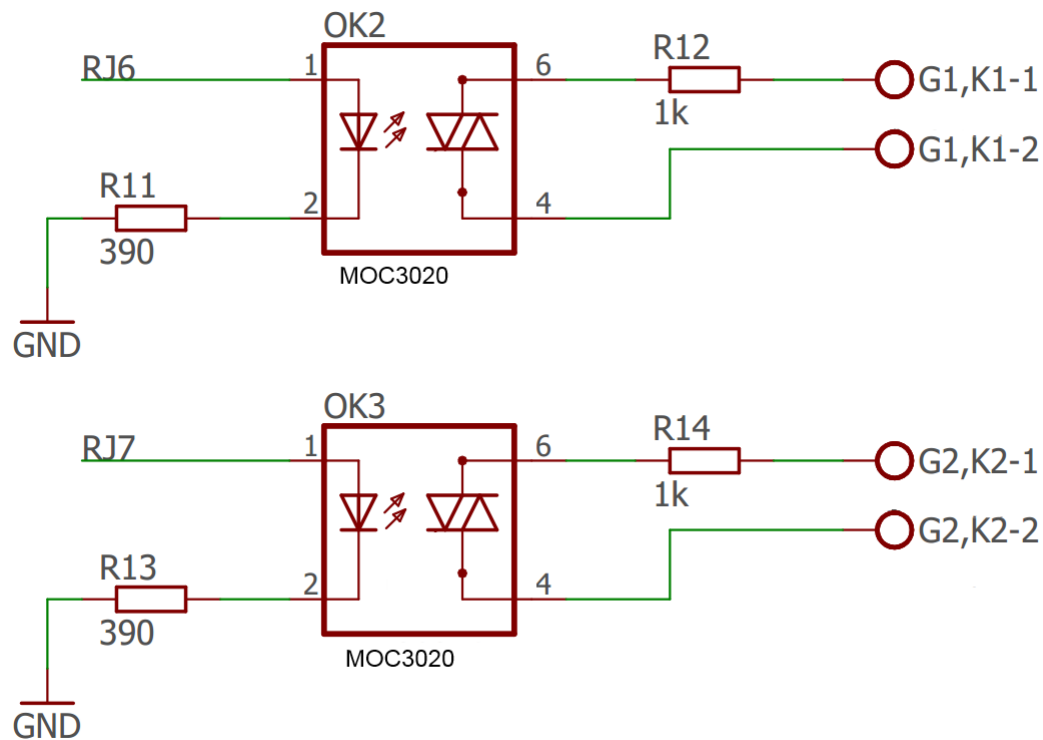 OK2
RJ6
1
6
R12
1k
G1,K1-1
G1,K1-2
R11
390
2
4
MOC3020
GND
OK3
RJ7
1
6
R14
1k
G2,K2-1
G2,K2-2
R13
390
2
4
MOC3020
GND